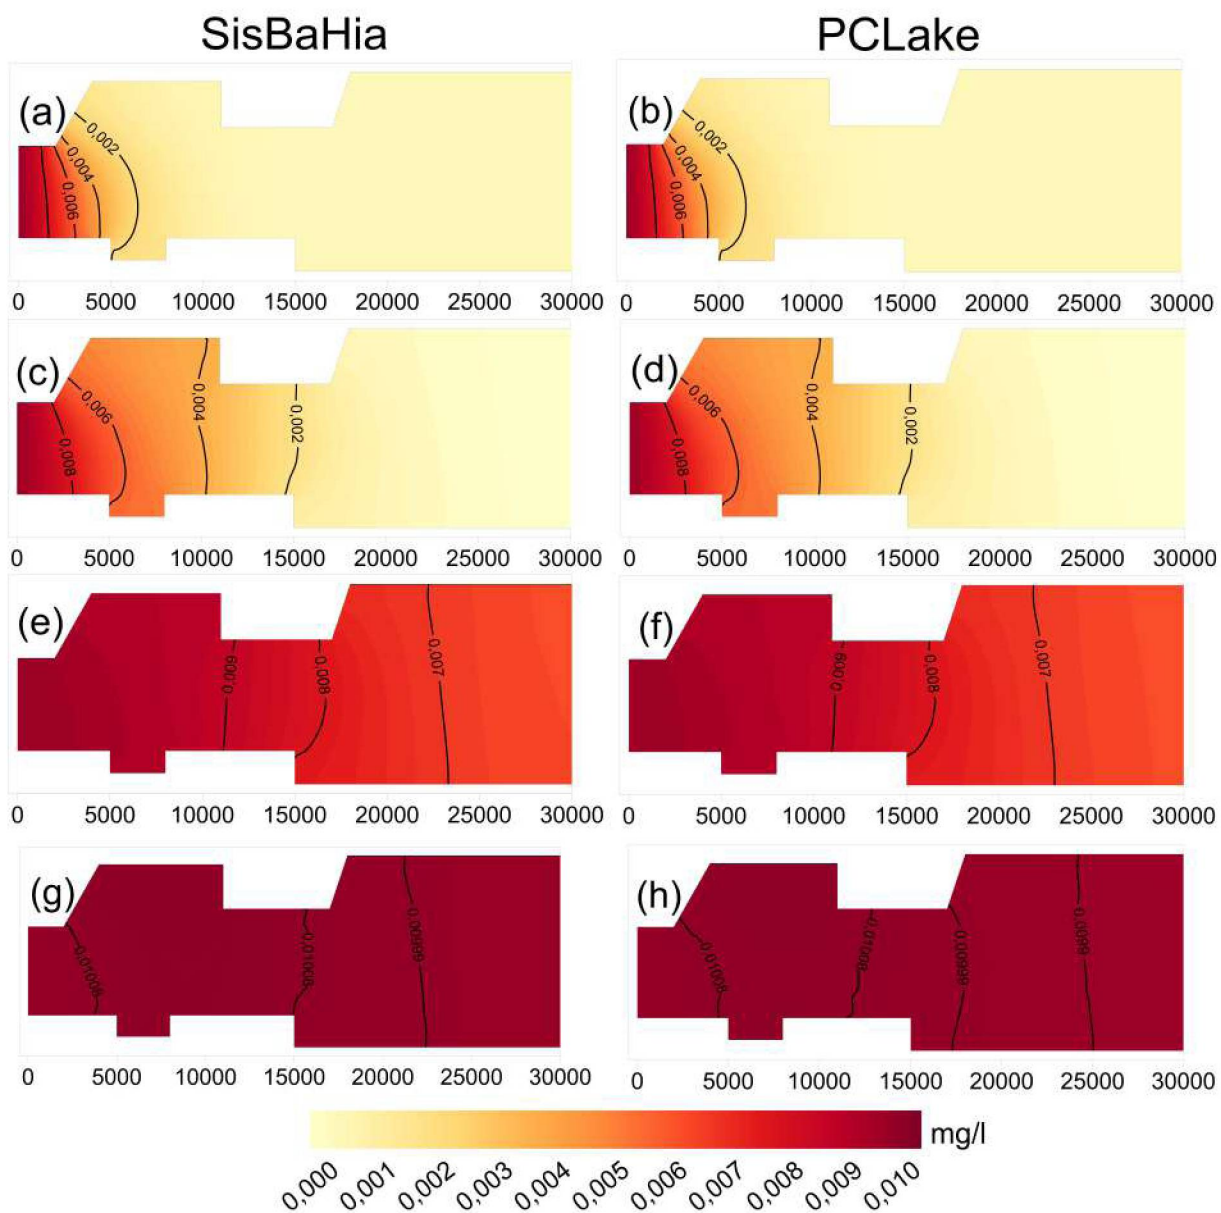 SisBaHia PCLake
(a) (b)
0,002 0,002
0,004 0,004
0,006 0,006
0 5000 10000 15000 20000 25000 30000 0 5000 10000 15000 20000 25000 30000
(c) (d)
0,006 0,004 0,002 0,006 0,004 0,002
0,008 0,008
0 5000 10000 15000 20000 25000 30000 0 5000 10000 15000 20000 25000 30000
(e) (f)
0,009 0,008 0,007 0,009 0,008 0,007
0 5000 10000 15000 20000 25000 30000 0 5000 10000 15000 20000 25000 30000
(g) (h)
0,01008 0,01008 0,00999 0,01008 0,01008 0,00999 0,0099
0 5000 10000 15000 20000 25000 30000 0 5000 10000 15000 20000 25000 30000
mg/l
0,000 0,001 0,002 0,003 0,004 0,005 0,006 0,007 0,008 0,009 0,010